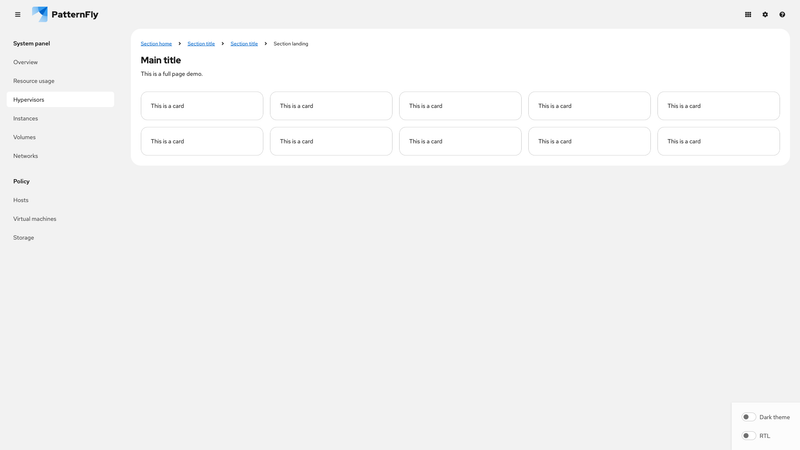 PatternFly
System panel
Overview
Resource usage
Hypervisors
Instances
Volumes
Networks
Policy
Hosts
Virtual machines
Storage
Section home Section title Section title Section landing
Main title
This is a full page demo.
This is a card This is a card This is a card This is a card This is a card
This is a card This is a card This is a card This is a card This is a card
Dark theme
RTL